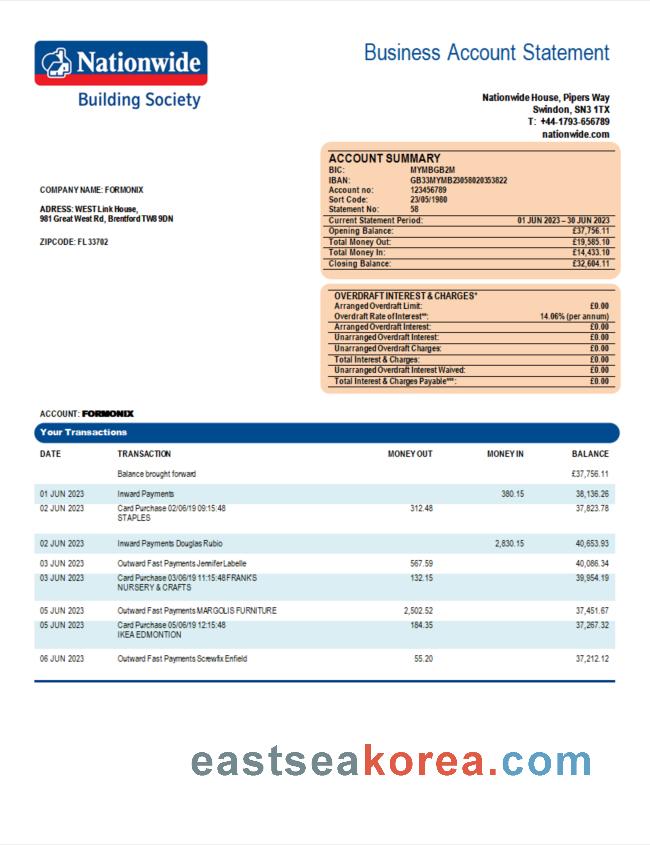 Nationwide
Building Society
Business Account Statement
Nationwide House, Pipers Way
Swindon, SN3 1TX
T: +44-1793-656789
nationwide.com
COMPANY NAME: FORMONIX
ADRESS: WEST Link House,
981 Great West Rd, Brentford TW8 9DN
ZIPCODE: FL 33702
ACCOUNT SUMMARY
BIC: MYMBGB2M
IBAN: GB33MYMB23058020353822
Account no: 123456789
Sort Code: 23/05/1980
Statement No: 58
Current Statement Period: 01 JUN 2023 – 30 JUN 2023
Opening Balance: £37,756.11
Total Money Out: £19,585.10
Total Money In: £14,433.10
Closing Balance: £32,604.11
OVERDRAFT INTEREST & CHARGES*
Arranged Overdraft Limit: £0.00
Overdraft Rate of Interest**: 14.06% (per annum)
Arranged Overdraft Interest: £0.00
Unarranged Overdraft Interest: £0.00
Unarranged Overdraft Charges: £0.00
Total Interest & Charges: £0.00
Unarranged Overdraft Interest Waived: £0.00
Total Interest & Charges Payable***: £0.00
ACCOUNT: FORMONIX
Your Transactions
DATE TRANSACTION MONEY OUT MONEY IN BALANCE
Balance brought forward £37,756.11
01 JUN 2023 Inward Payments 380.15 38,136.26
02 JUN 2023 Card Purchase 02/06/19 09:15:48 312.48 37,823.78
STAPLES
02 JUN 2023 Inward Payments Douglas Rubio 2,830.15 40,653.93
03 JUN 2023 Outward Fast Payments Jennifer Labelle 567.59 40,086.34
03 JUN 2023 Card Purchase 03/06/19 11:15:48 FRANK'S 132.15 39,954.19
NURSERY & CRAFTS
05 JUN 2023 Outward Fast Payments MARGOLIS FURNITURE 2,502.52 37,451.67
05 JUN 2023 Card Purchase 05/06/19 12:15:48 184.35 37,267.32
IKEA EDMONTION
06 JUN 2023 Outward Fast Payments Screwfix Enfield 55.20 37,212.12
eastseakorea.com